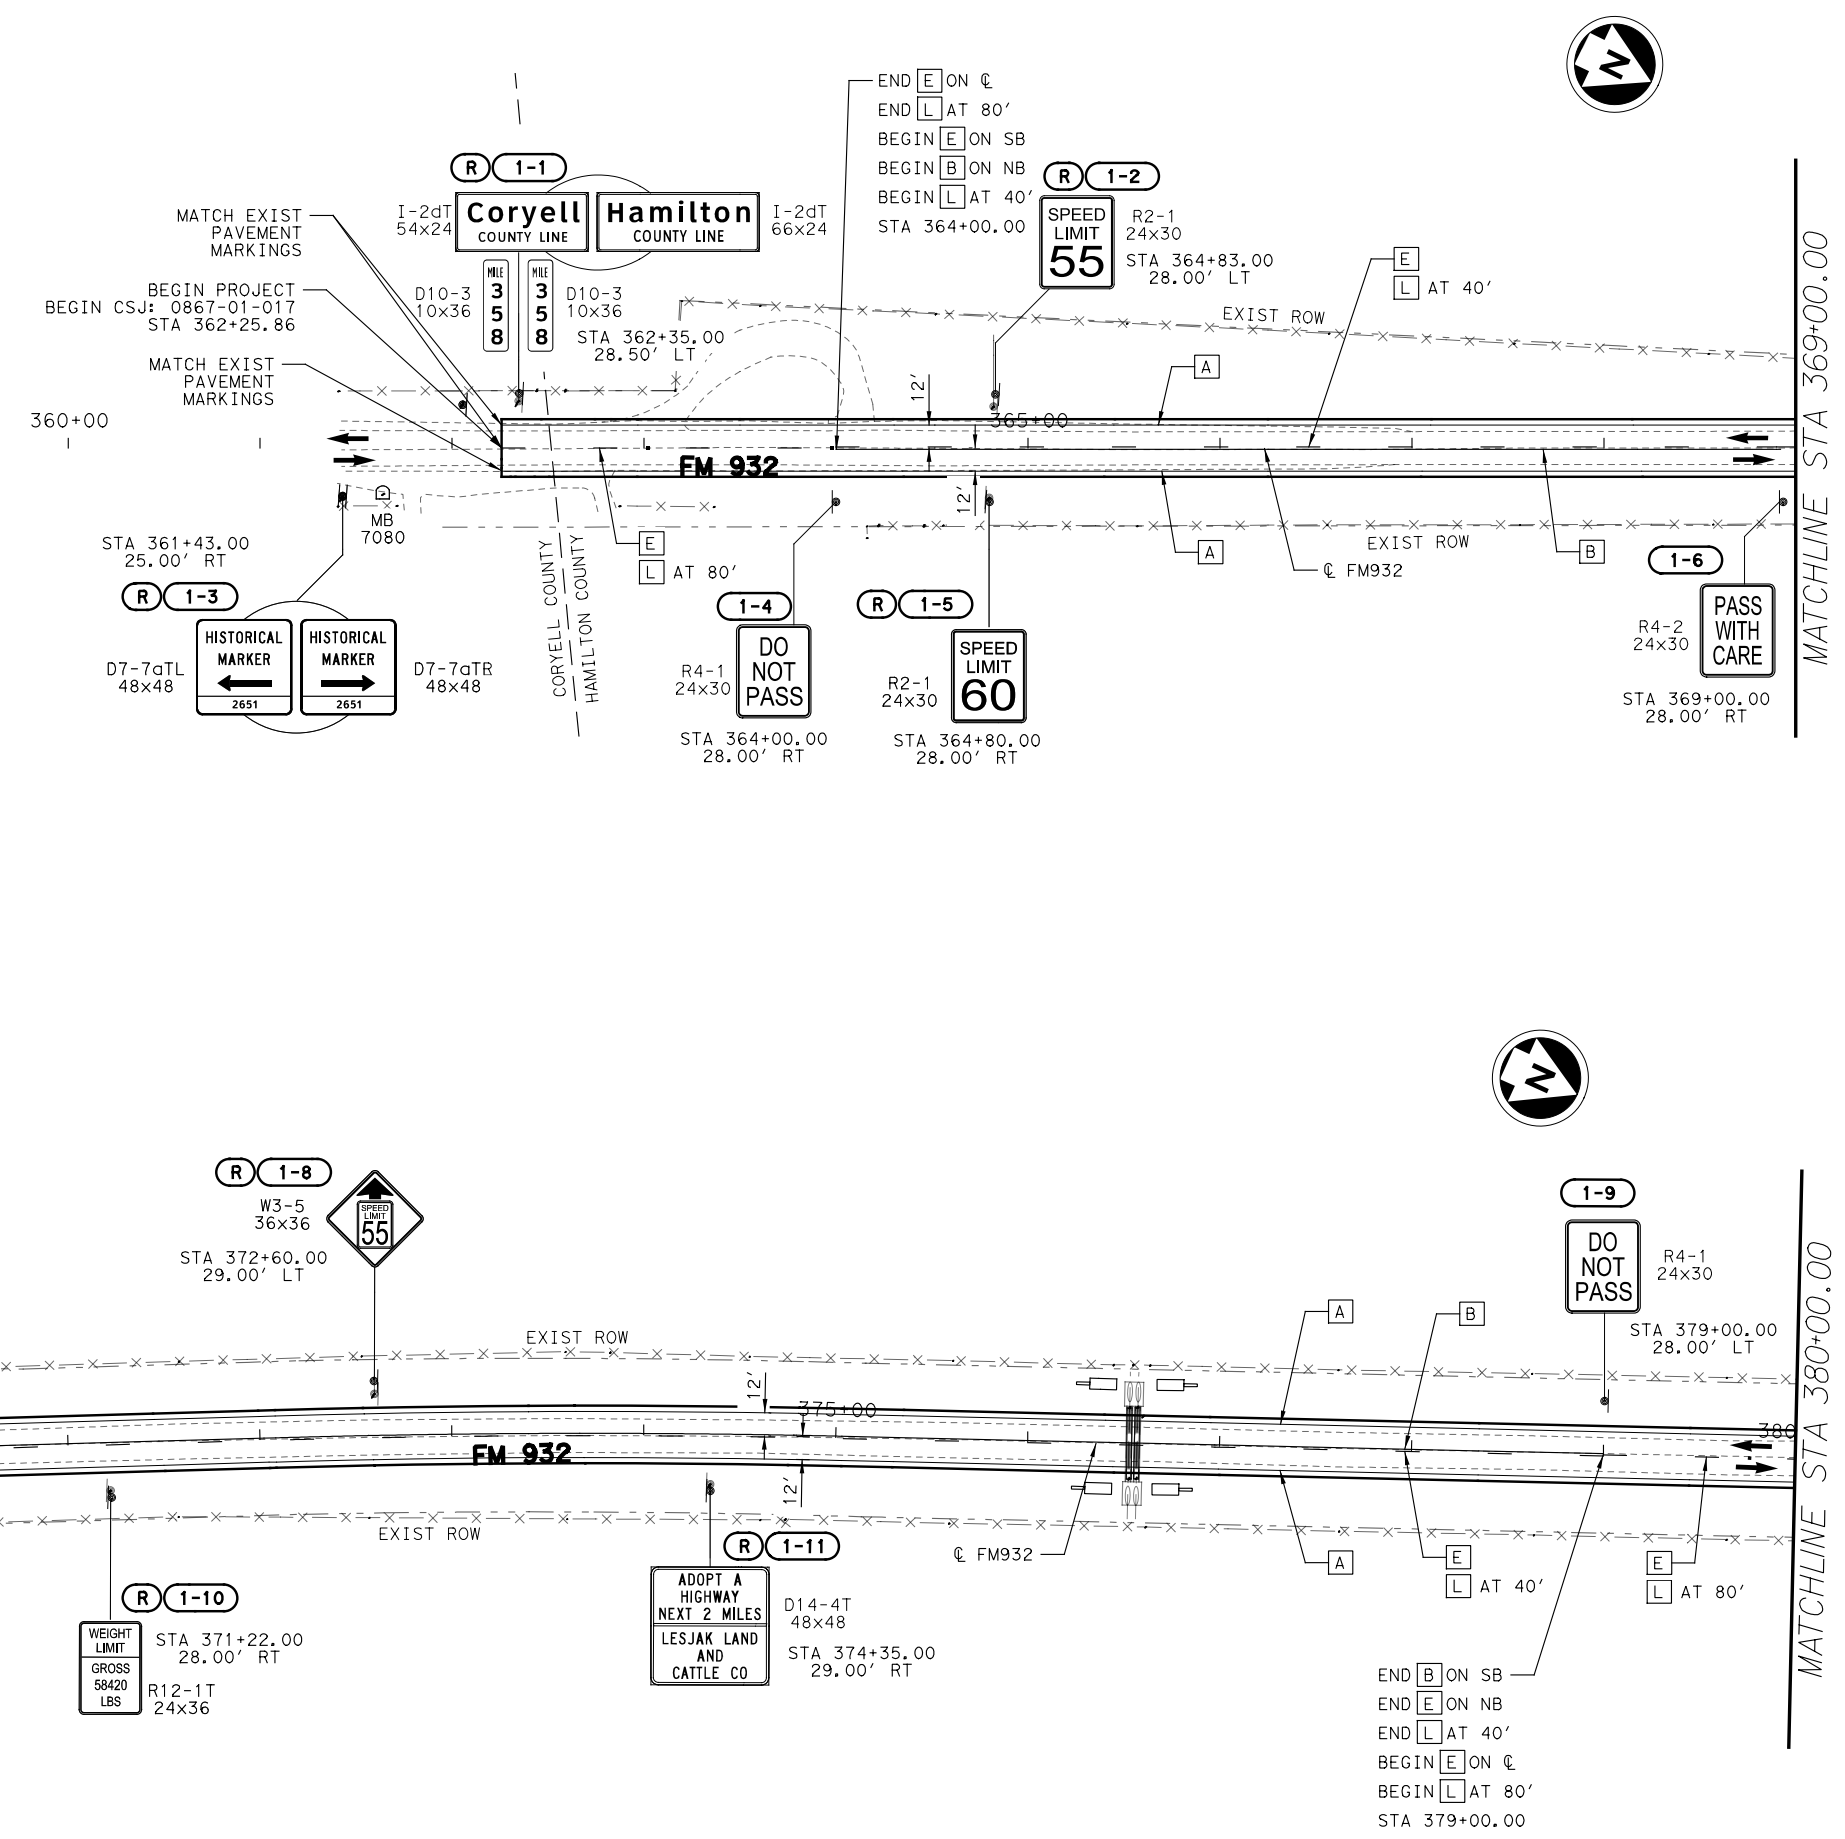 N
END E ON ℄
END L AT 80'
BEGIN E ON SB
BEGIN B ON NB
BEGIN L AT 40'
STA 364+00.00
R 1-1
I-2dT
54x24
Coryell
COUNTY LINE
Hamilton
COUNTY LINE
I-2dT
66x24
R 1-2
SPEED
LIMIT
55
R2-1
24x30
STA 364+83.00
28.00' LT
MATCH EXIST
PAVEMENT
MARKINGS
BEGIN PROJECT
BEGIN CSJ: 0867-01-017
STA 362+25.86
MATCH EXIST
PAVEMENT
MARKINGS
D10-3
10x36
MILE
3
5
8
MILE
3
5
8
D10-3
10x36
STA 362+35.00
28.50' LT
E
L AT 40'
EXIST ROW
A
12'
360+00
365+00
FM 932
12'
MB
7080
STA 361+43.00
25.00' RT
R 1-3
D7-7aTL
48x48
HISTORICAL
MARKER
2651
HISTORICAL
MARKER
2651
D7-7aTR
48x48
CORYELL COUNTY
HAMILTON COUNTY
E
L AT 80'
1-4
R4-1
24x30
DO
NOT
PASS
STA 364+00.00
28.00' RT
R 1-5
R2-1
24x30
SPEED
LIMIT
60
STA 364+80.00
28.00' RT
A
℄ FM932
EXIST ROW
B
1-6
R4-2
24x30
PASS
WITH
CARE
STA 369+00.00
28.00' RT
MATCHLINE STA 369+00.00
N
R 1-8
W3-5
36x36
SPEED
LIMIT
55
STA 372+60.00
29.00' LT
1-9
DO
NOT
PASS
R4-1
24x30
STA 379+00.00
28.00' LT
EXIST ROW
A
B
12'
375+00
380
FM 932
12'
EXIST ROW
℄ FM932
A
E
L AT 40'
E
L AT 80'
R 1-10
WEIGHT
LIMIT
GROSS
58420
LBS
STA 371+22.00
28.00' RT
R12-1T
24x36
R 1-11
ADOPT A
HIGHWAY
NEXT 2 MILES
LESJAK LAND
AND
CATTLE CO
D14-4T
48x48
STA 374+35.00
29.00' RT
END B ON SB
END E ON NB
END L AT 40'
BEGIN E ON ℄
BEGIN L AT 80'
STA 379+00.00
MATCHLINE STA 380+00.00